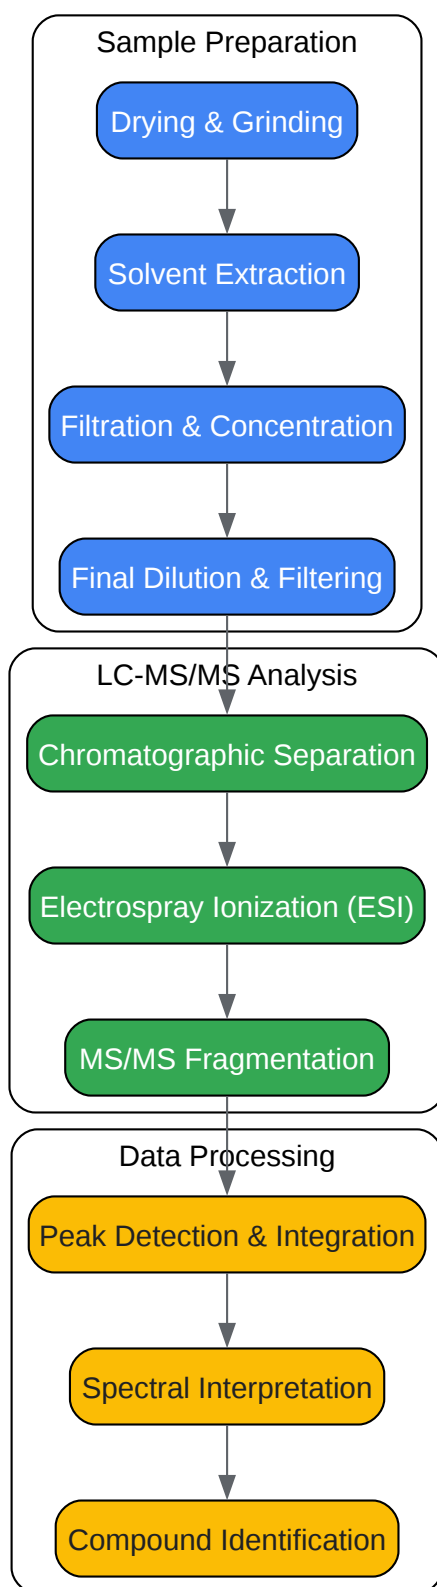 Sample Preparation
Drying & Grinding
Solvent Extraction
Filtration & Concentration
Final Dilution & Filtering
LC-MS/MS Analysis
Chromatographic Separation
Electrospray Ionization (ESI)
MS/MS Fragmentation
Data Processing
Peak Detection & Integration
Spectral Interpretation
Compound Identification